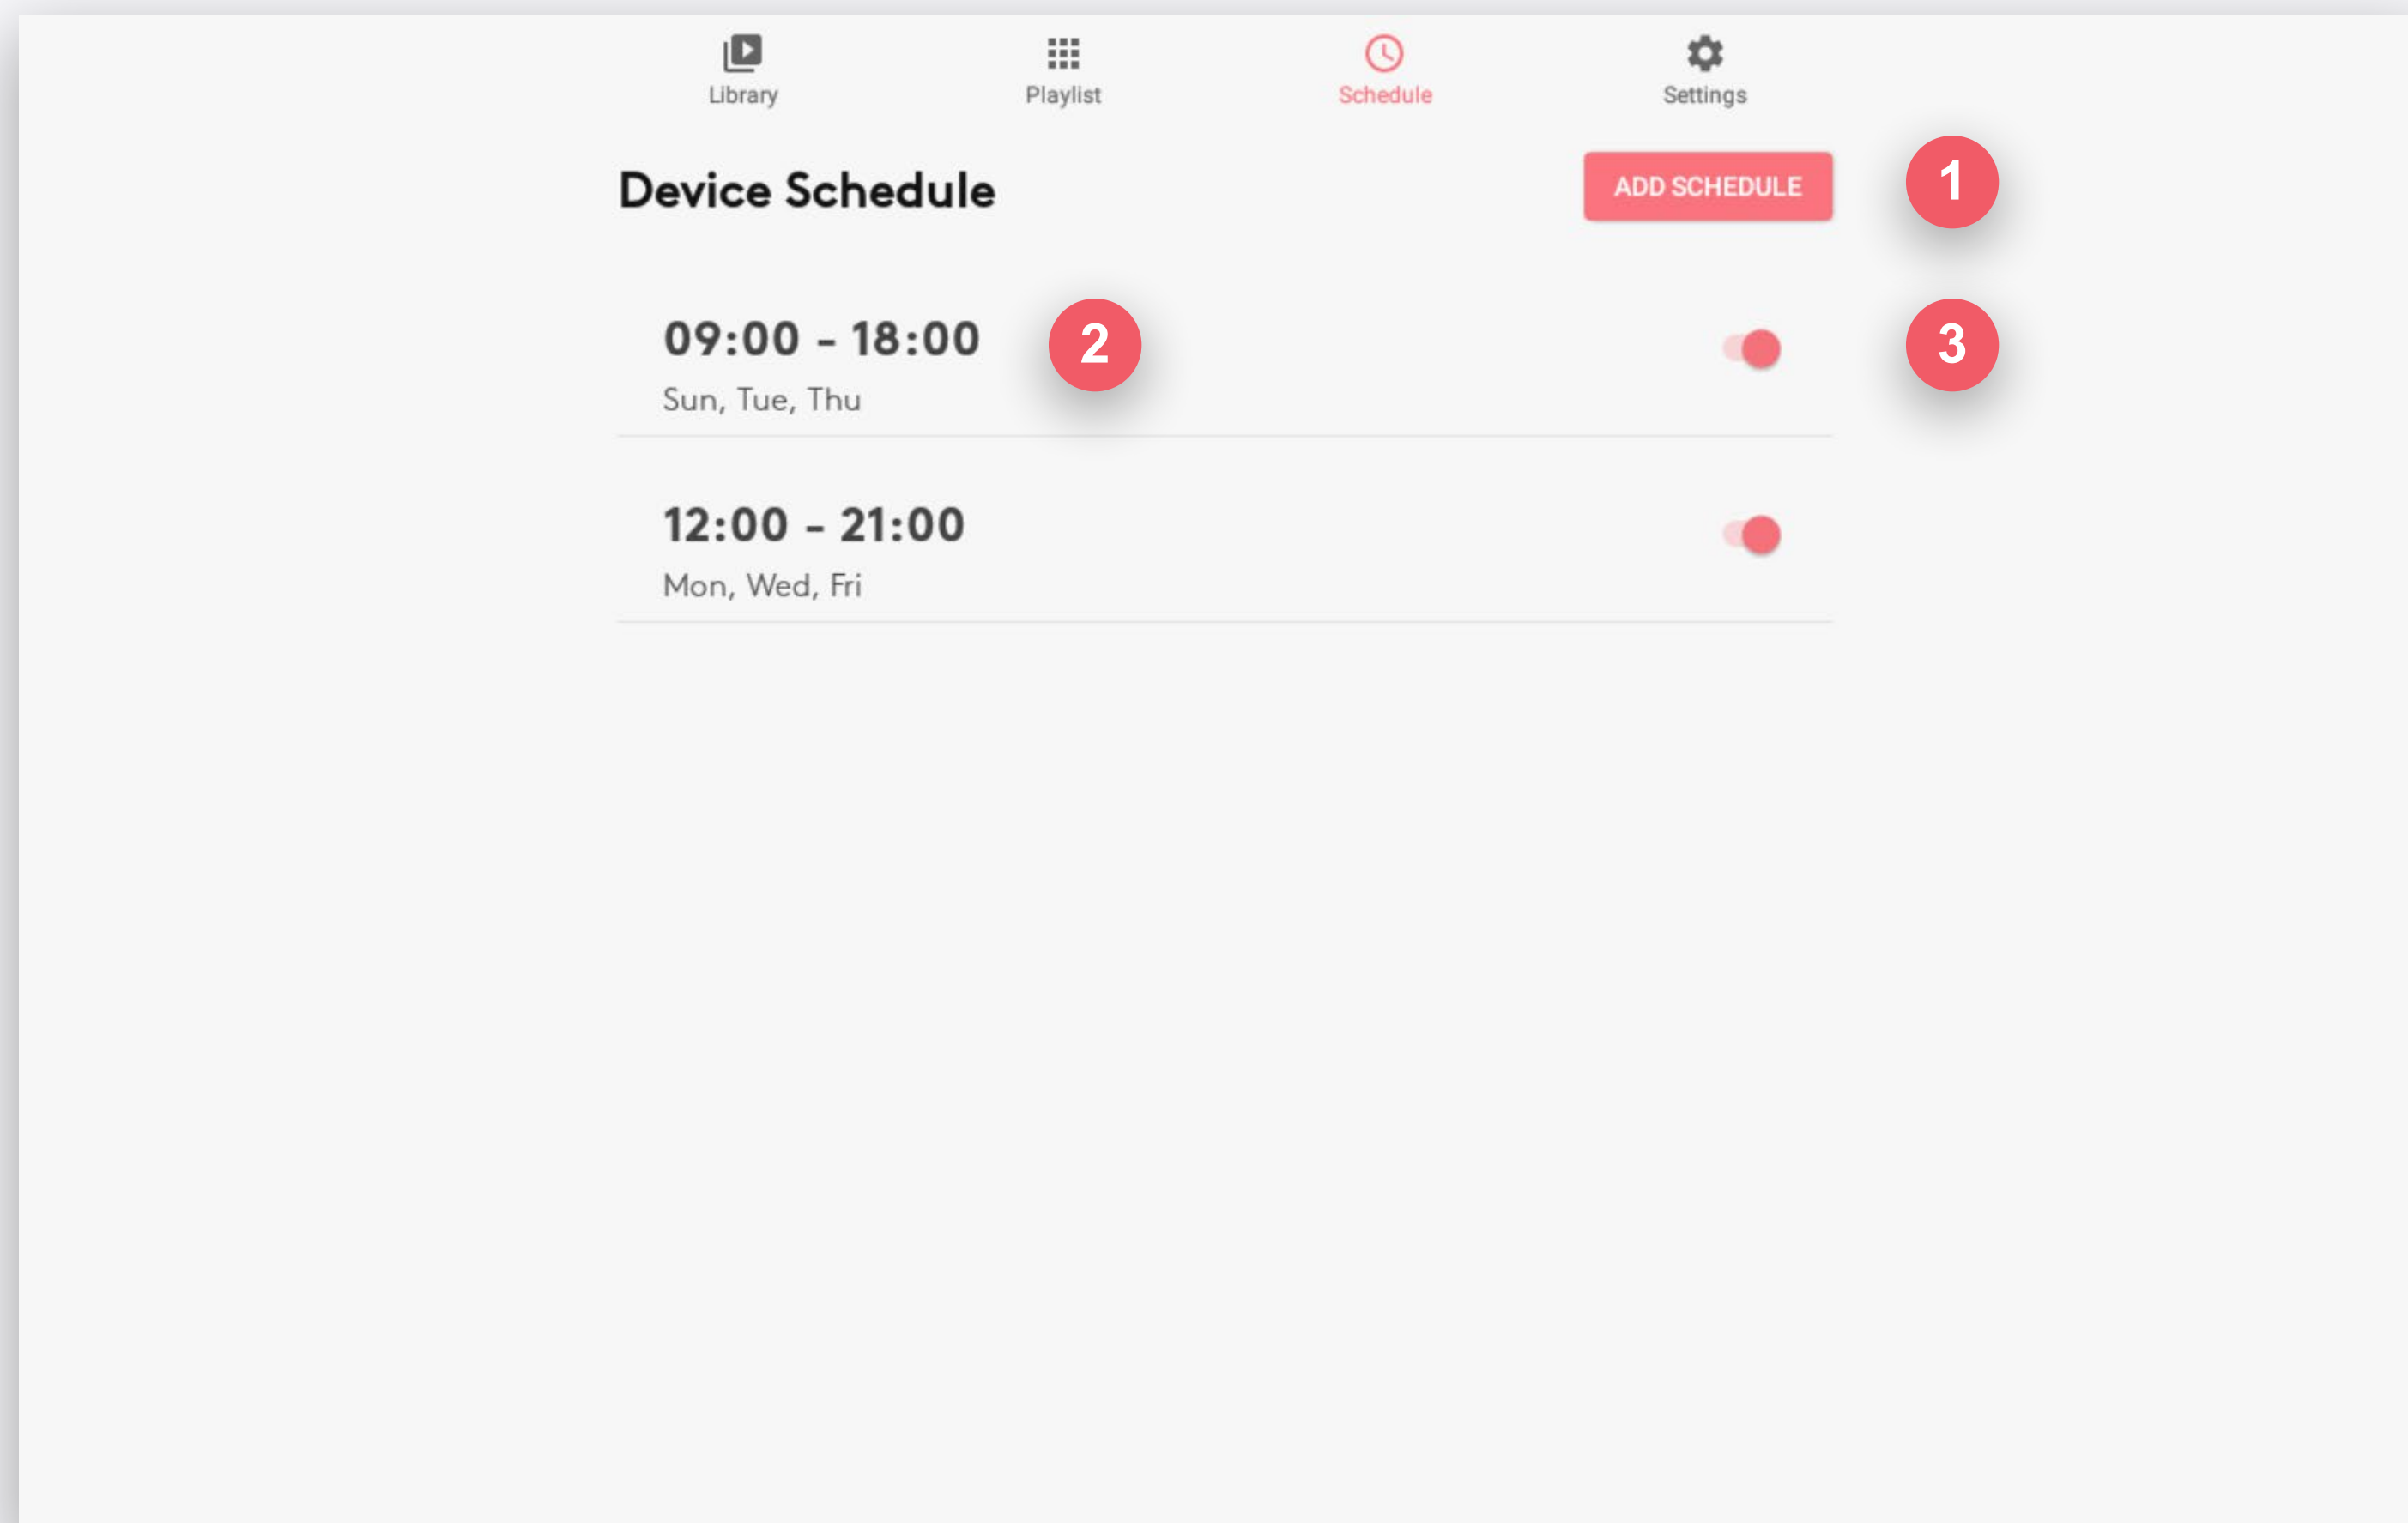 Library
Playlist
Schedule
Settings
Device Schedule
ADD SCHEDULE
1
09:00 - 18:00
2
3
Sun, Tue, Thu
12:00 - 21:00
Mon, Wed, Fri